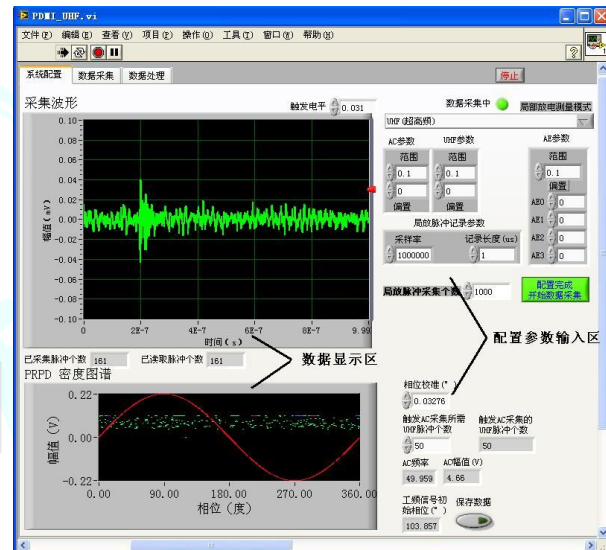 PDMI_UHF.vi
文件(F) 编辑(E) 查看(V) 项目(P) 操作(O) 工具(T) 窗口(W) 帮助(H)
系统配置 数据采集 数据处理 停止
采集波形 触发电平 0.031
数据采集中 局部放电测量模式
UHF(超高频)
AC参数 UHF参数 AE参数
范围 范围 范围
0.1 0.1 0.1
0 0 偏置
偏置 偏置 AE0 0
AE1 0
AE2 0
AE3 0
局放脉冲记录参数
采样率 记录长度(us)
1000000 1
局放脉冲采集个数 1000
配置完成
开始数据采集
幅值(mV)
0.10
0.08
0.06
0.04
0.02
0.00
-0.02
-0.04
-0.06
-0.08
-0.10
0 2E-7 4E-7 6E-7 8E-7 9.99
时间(s)
已采集脉冲个数 161 已读取脉冲个数 161
数据显示区
配置参数输入区
PRPD 密度图谱
幅值(V)
0.22
0.00
-0.22
0.00 90.00 180.00 270.00 360.00
相位(度)
相位校准(°)
0.03276
触发AC采集所需
UHF脉冲个数
50
触发AC采集的
UHF脉冲个数
50
AC频率 AC幅值(V)
49.959 4.66
工频信号初
始相位(°)
103.857
保存数据